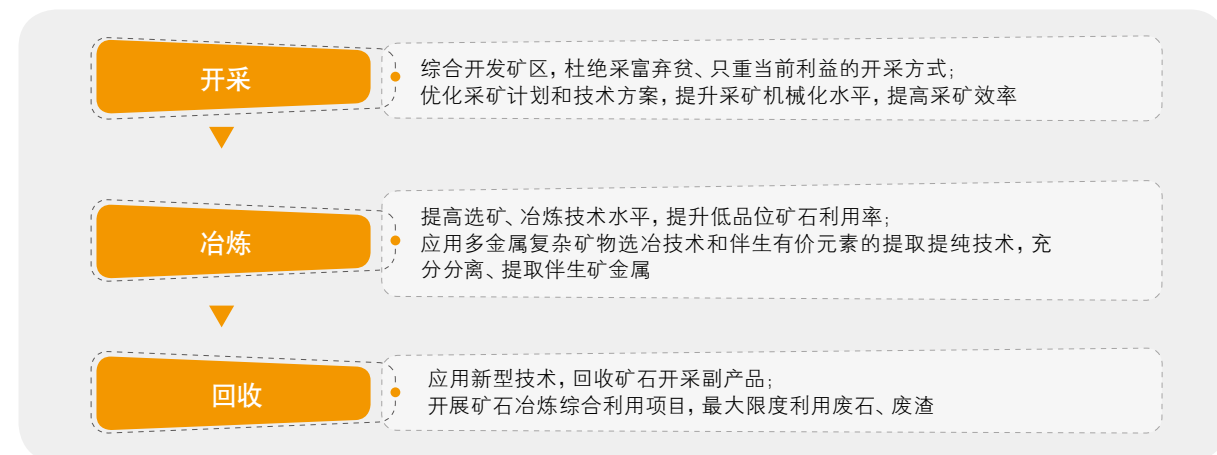 开采
综合开发矿区，杜绝采富弃贫、只重当前利益的开采方式；
优化采矿计划和技术方案，提升采矿机械化水平，提高采矿效率
冶炼
提高选矿、冶炼技术水平，提升低品位矿石利用率；
应用多金属复杂矿物选冶技术和伴生有价元素的提取提纯技术，充
分分离、提取伴生矿金属
回收
应用新型技术，回收矿石开采副产品；
开展矿石冶炼综合利用项目，最大限度利用废石、废渣